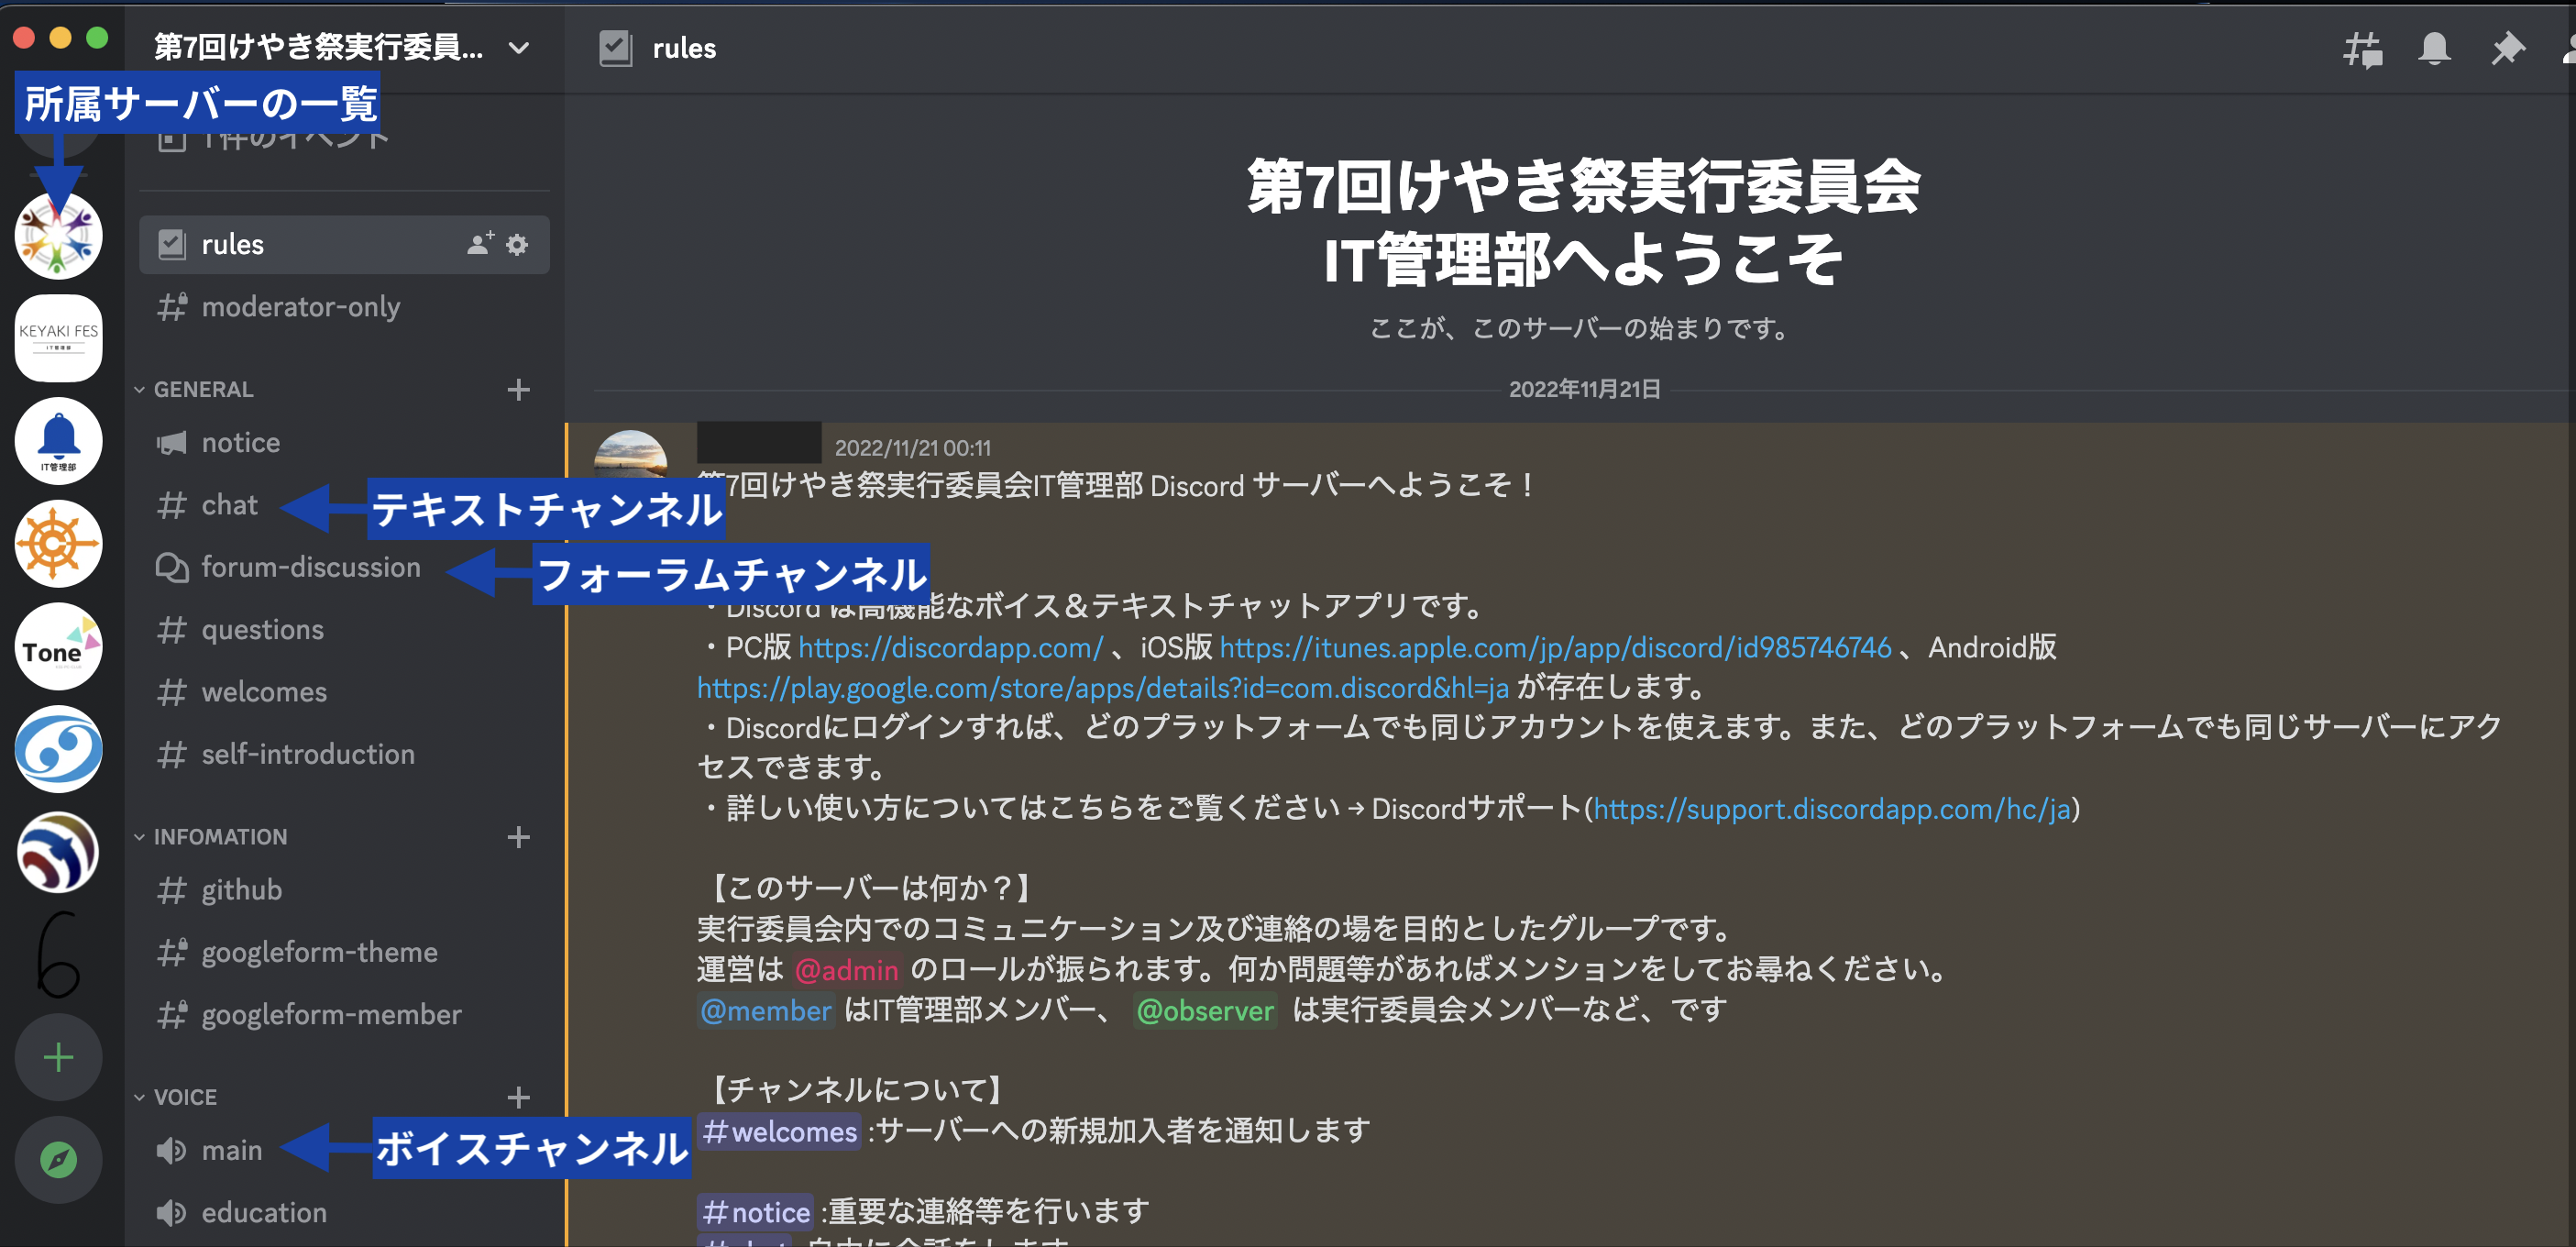 第7回けやき祭実行委員...
rules
所属サーバーの一覧
1件のイベント
rules
moderator-only
KEYAKI FES
IT管理部
GENERAL
notice
IT管理部
chat
テキストチャンネル
forum-discussion
フォーラムチャンネル
questions
Tone
welcomes
self-introduction
INFOMATION
github
googleform-theme
6
googleform-member
VOICE
main
ボイスチャンネル
education
第7回けやき祭実行委員会
IT管理部へようこそ
ここが、このサーバーの始まりです。
2022年11月21日
2022/11/21 00:11
第7回けやき祭実行委員会IT管理部 Discord サーバーへようこそ！
・Discord は高機能なボイス＆テキストチャットアプリです。
・PC版 https://discordapp.com/ 、iOS版 https://itunes.apple.com/jp/app/discord/id985746746 、Android版
https://play.google.com/store/apps/details?id=com.discord&hl=ja が存在します。
・Discordにログインすれば、どのプラットフォームでも同じアカウントを使えます。また、どのプラットフォームでも同じサーバーにアク
セスできます。
・詳しい使い方についてはこちらをご覧ください → Discordサポート(https://support.discordapp.com/hc/ja)
【このサーバーは何か？】
実行委員会内でのコミュニケーション及び連絡の場を目的としたグループです。
運営は @admin のロールが振られます。何か問題等があればメンションをしてお尋ねください。
@member はIT管理部メンバー、 @observer は実行委員会メンバーなど、です
【チャンネルについて】
#welcomes :サーバーへの新規加入者を通知します
#notice :重要な連絡等を行います